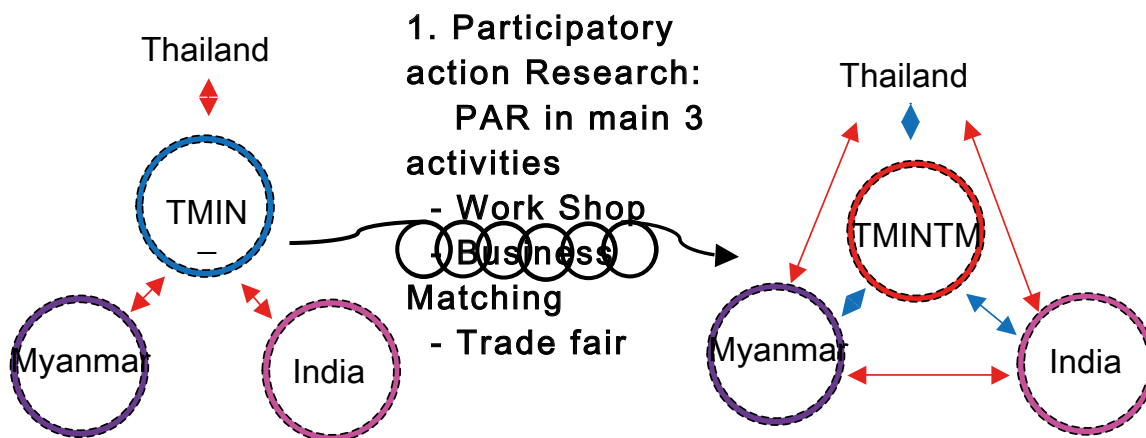 Thailand
TMIN
_
Myanmar
India
1. Participatory
action Research:
PAR in main 3
activities
- Work Shop
- Business
Matching
- Trade fair
Thailand
TMINTM
Myanmar
India